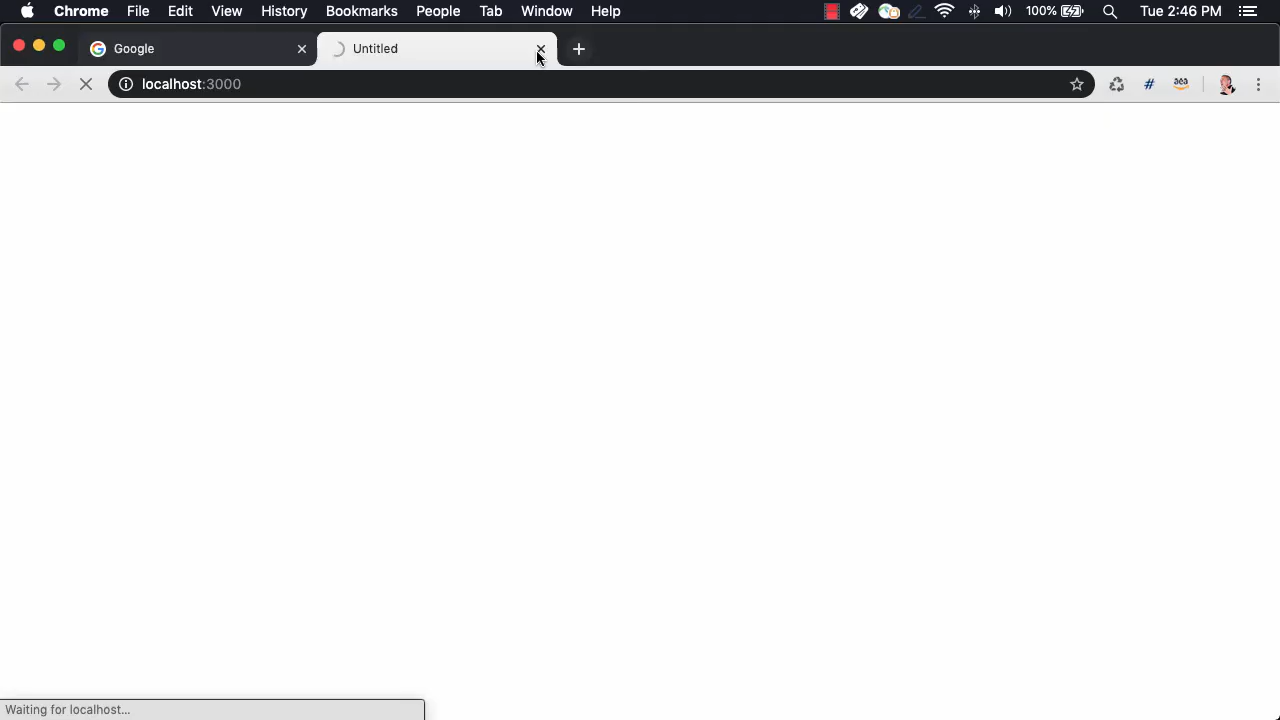 Chrome File Edit View History Bookmarks People Tab Window Help 100% Tue 2:46 PM
Google Untitled
localhost:3000
# aea
Waiting for localhost...